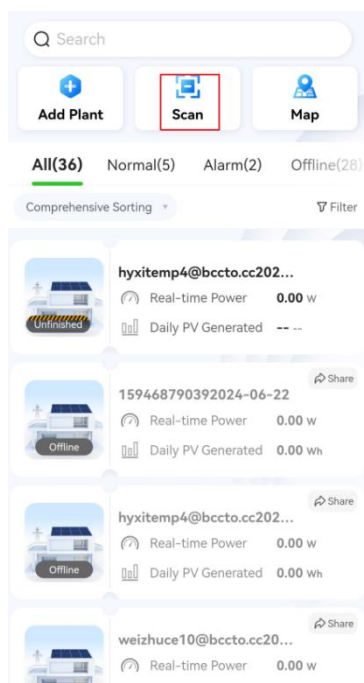 Search
Add Plant Scan Map
All(36) Normal(5) Alarm(2) Offline(28)
Comprehensive Sorting Filter
hyxitemp4@bccto.cc202...
Real-time Power 0.00 W
Unfinished
Daily PV Generated -- --
Share
159468790392024-06-22
Real-time Power 0.00 W
Offline
Daily PV Generated 0.00 Wh
Share
hyxitemp4@bccto.cc202...
Real-time Power 0.00 W
Offline
Daily PV Generated 0.00 Wh
Share
weizhuce10@bccto.cc20...
Real-time Power 0.00 W